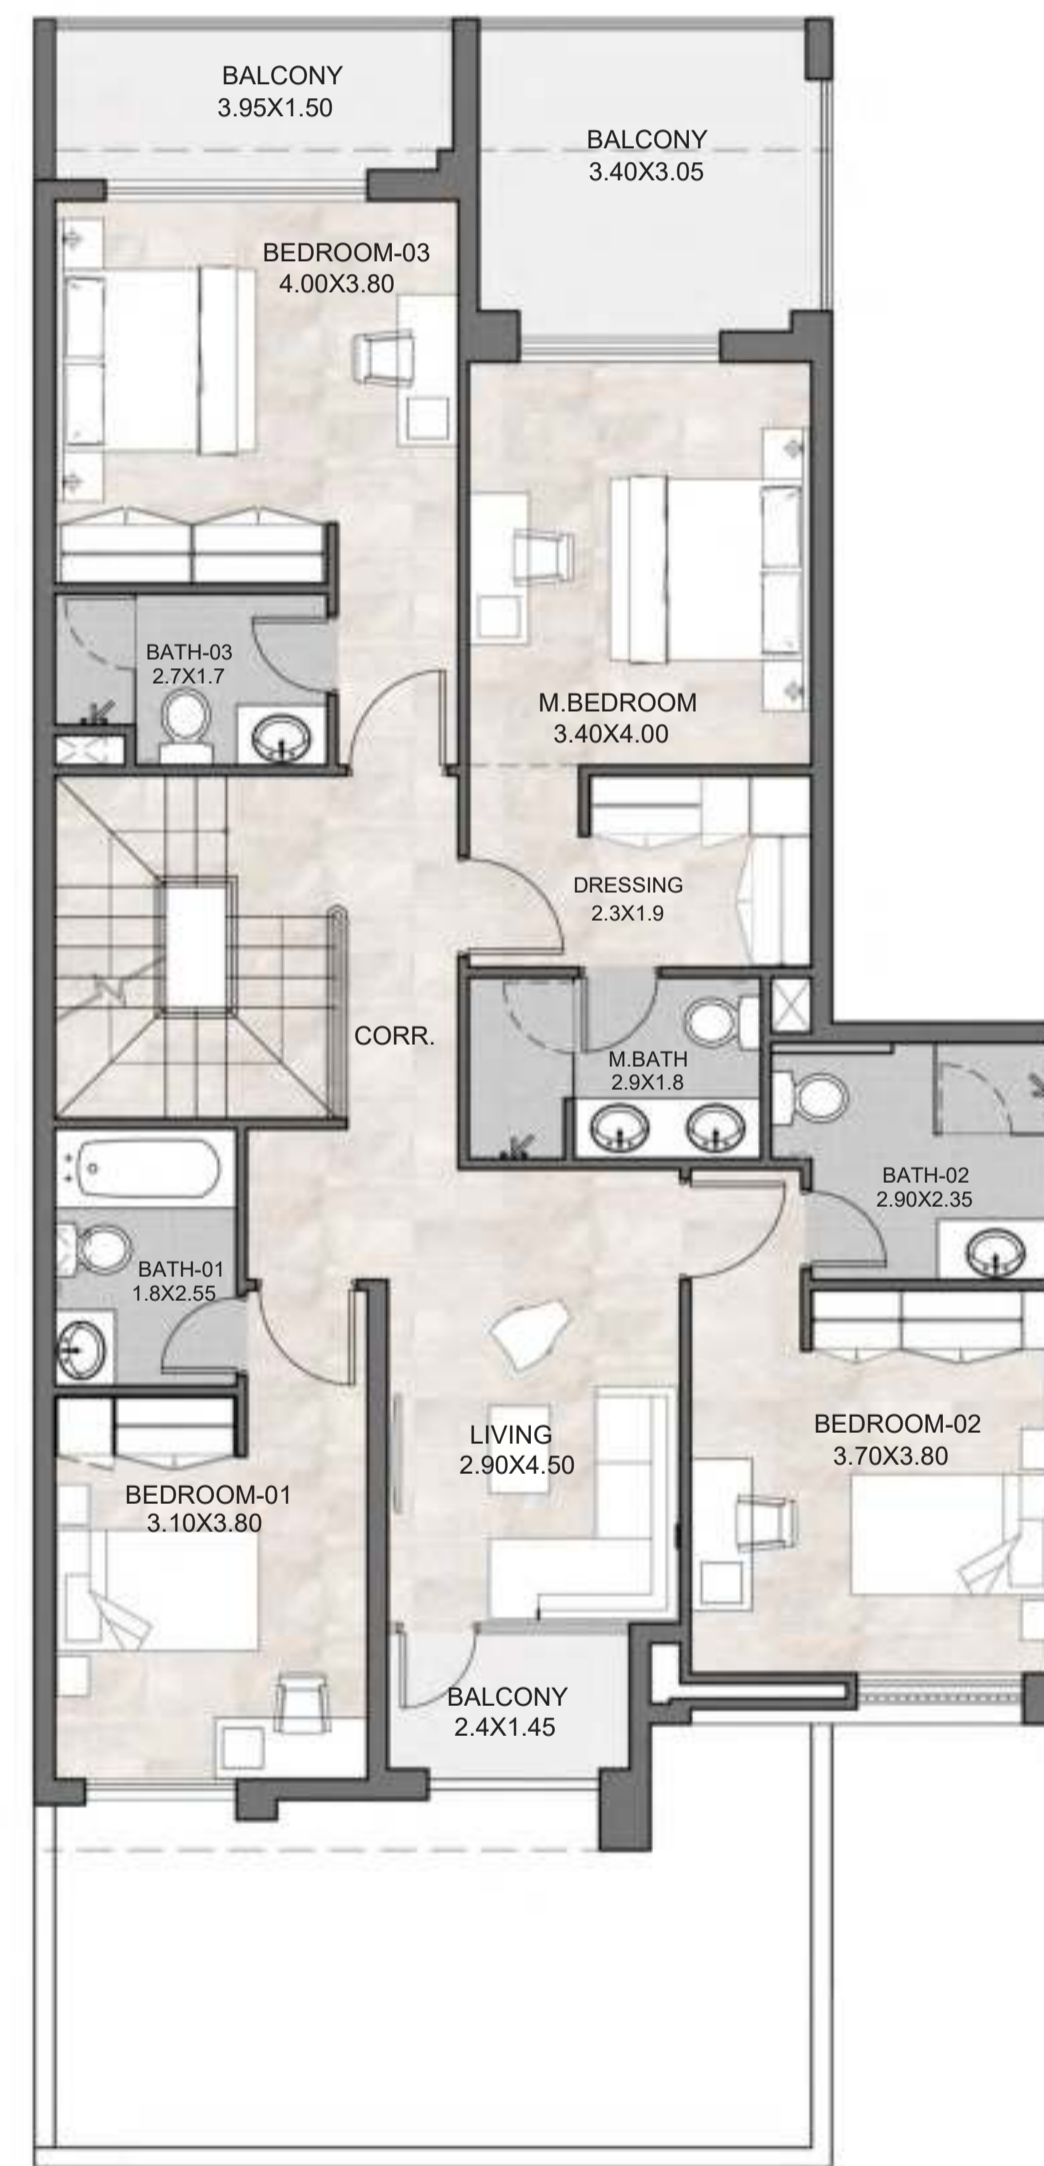 BALCONY
3.95X1.50
BALCONY
3.40X3.05
BEDROOM-03
4.00X3.80
BATH-03
2.7X1.7
M.BEDROOM
3.40X4.00
DRESSING
2.3X1.9
CORR.
M.BATH
2.9X1.8
BATH-02
2.90X2.35
BATH-01
1.8X2.55
LIVING
2.90X4.50
BEDROOM-02
3.70X3.80
BEDROOM-01
3.10X3.80
BALCONY
2.4X1.45